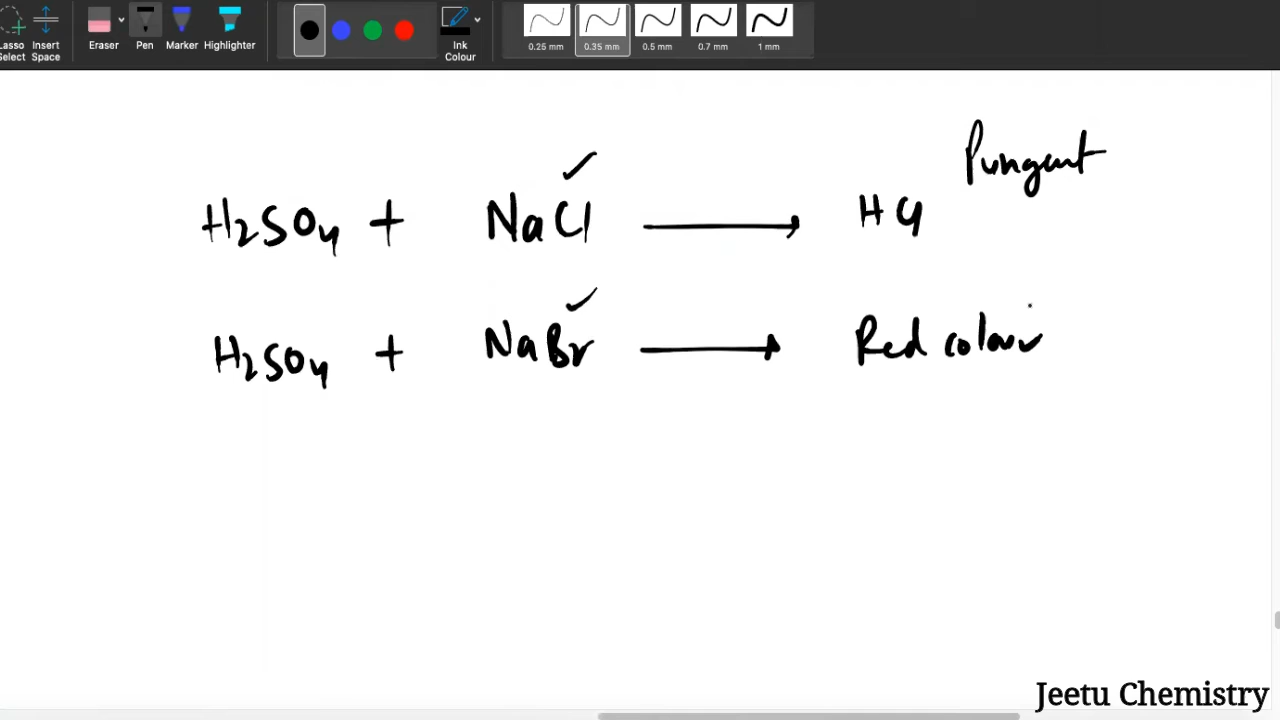 Lasso Select
Insert Space
Eraser
Pen
Marker
Highlighter
Ink Colour
0.25 mm
0.35 mm
0.5 mm
0.7 mm
1 mm
Pungent
H₂SO₄ + NaCl ⟶ HCl
H₂SO₄ + NaBr ⟶ Red colour
Jeetu Chemistry